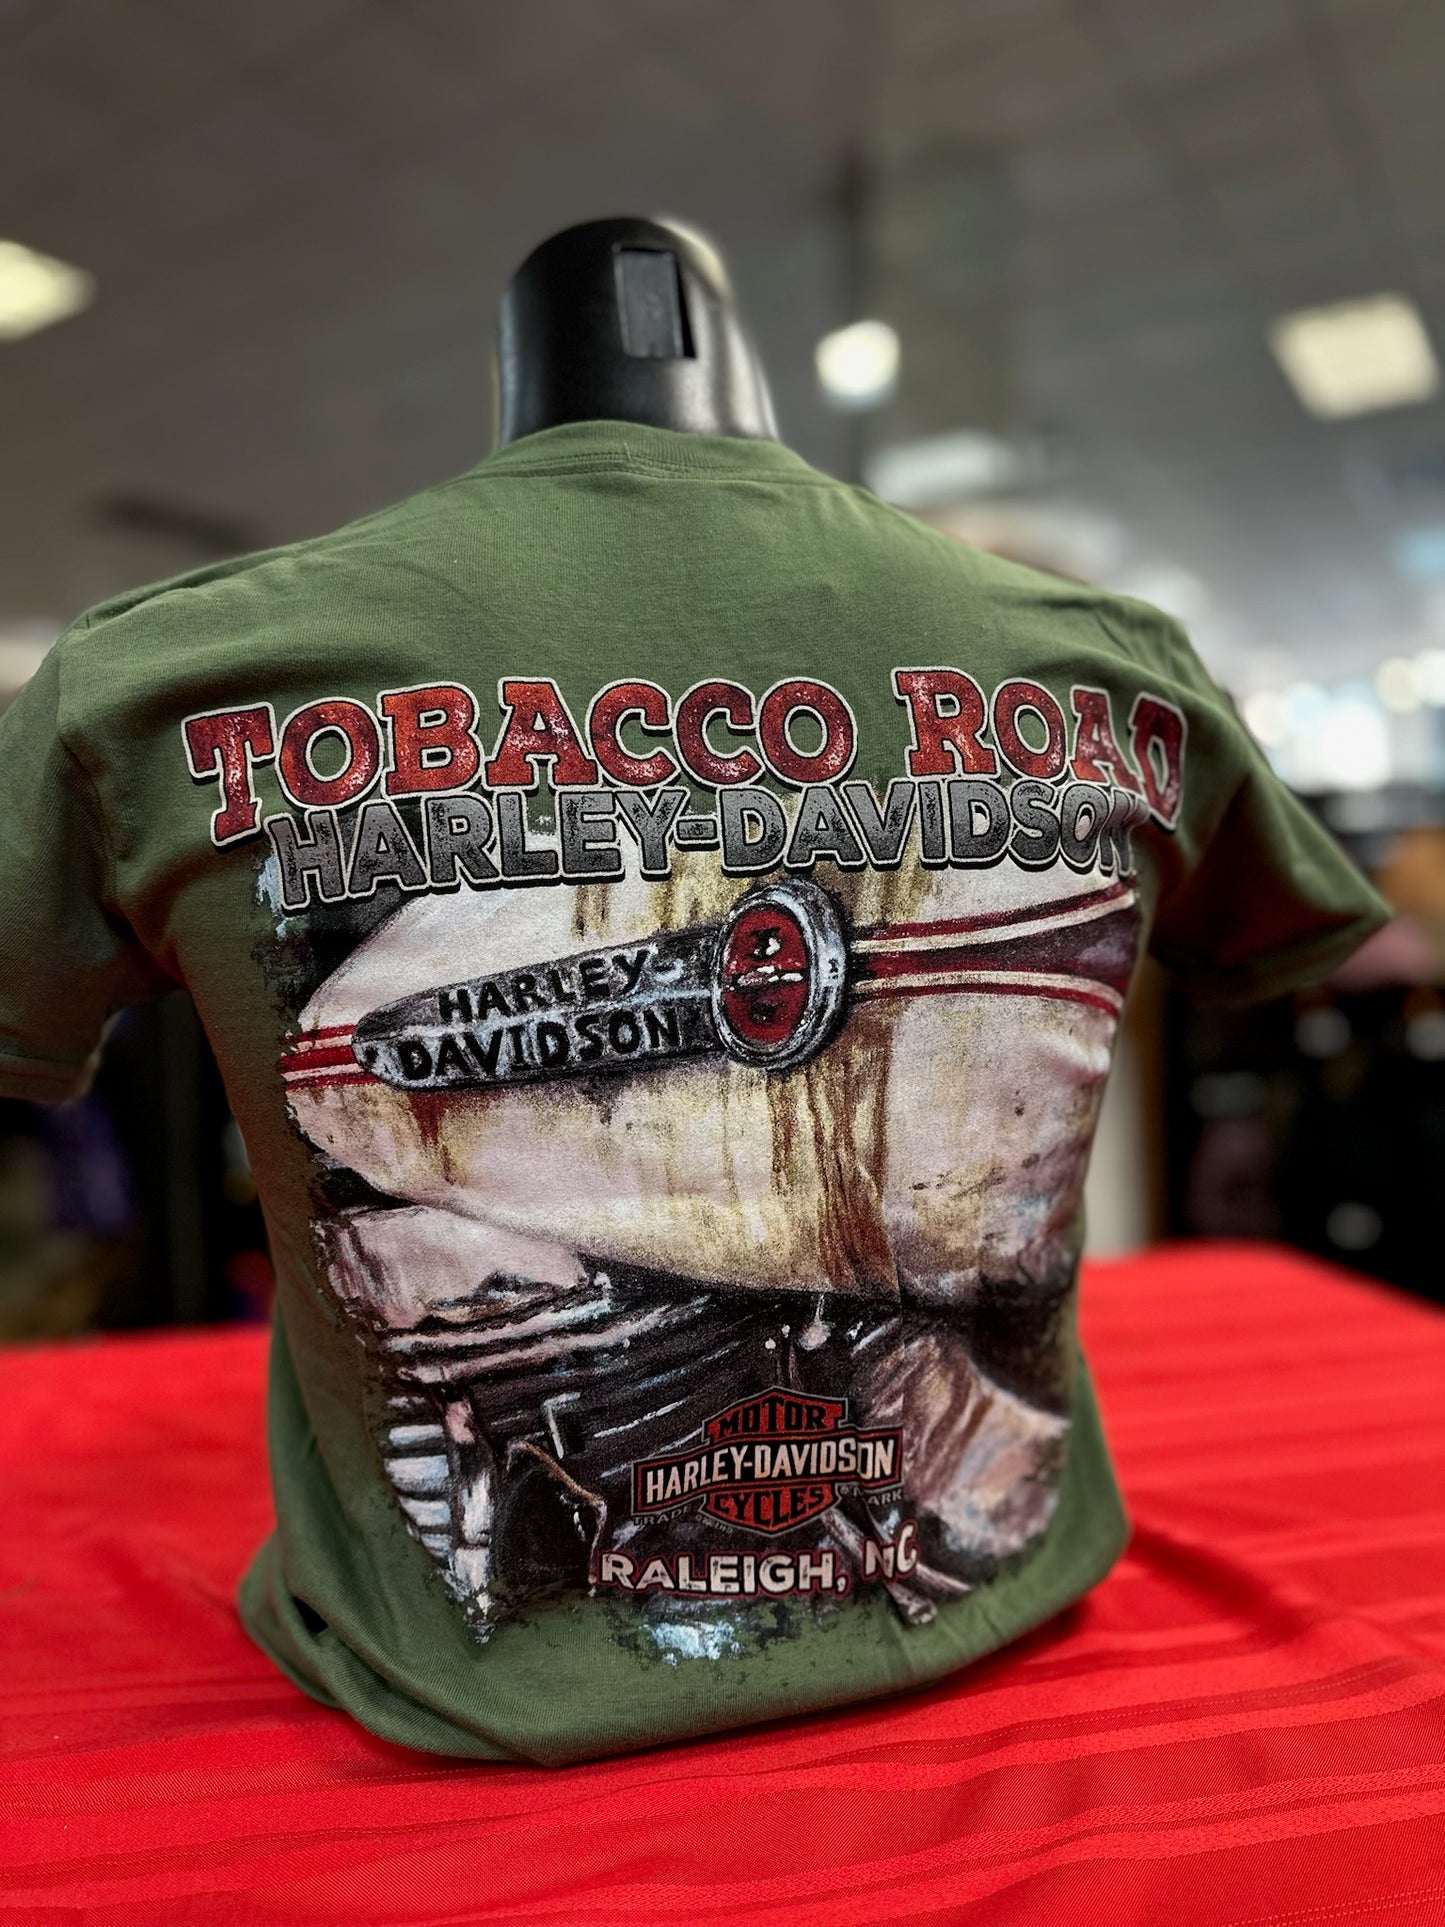 TOBACCO ROAD
HARLEY-DAVIDSON
HARLEY-
DAVIDSON
MOTOR
HARLEY-DAVIDSON
CYCLES
RALEIGH, NC